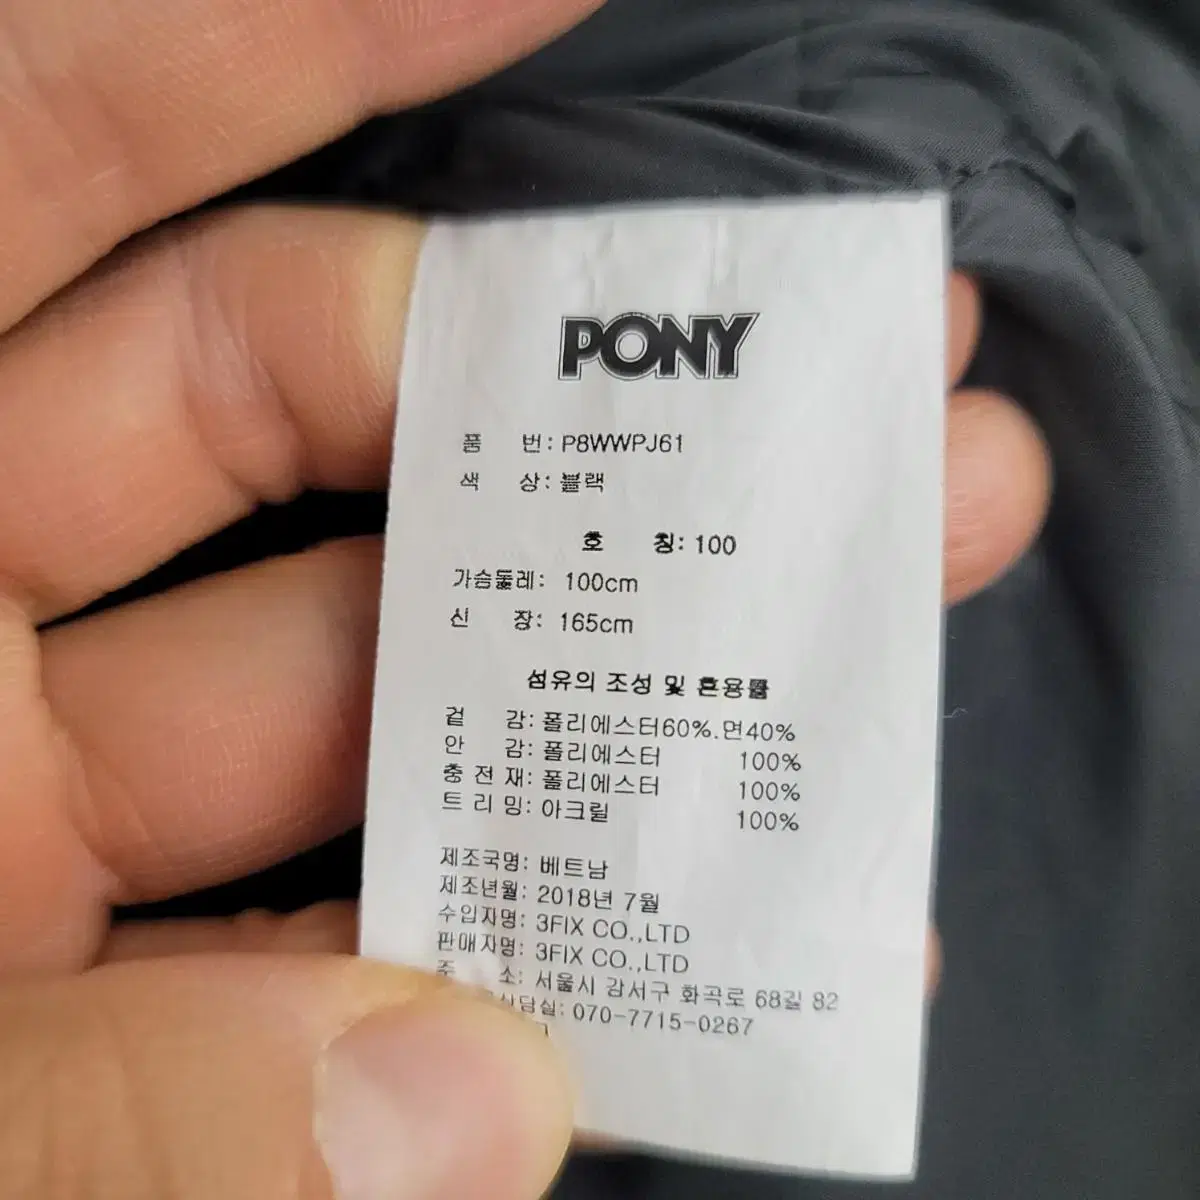 PONY
품 번: P8WWPJ61
색 상: 블랙
호 칭: 100
가슴둘레: 100cm
신 장: 165cm
섬유의 조성 및 혼용률
겉 감: 폴리에스터60%.면40%
안 감: 폴리에스터 100%
충 전 재: 폴리에스터 100%
트 리 밍: 아크릴 100%
제조국명: 베트남
제조년월: 2018년 7월
수입자명: 3FIX CO.,LTD
판매자명: 3FIX CO.,LTD
주 소: 서울시 강서구 화곡로 68길 82
상담실: 070-7715-0267